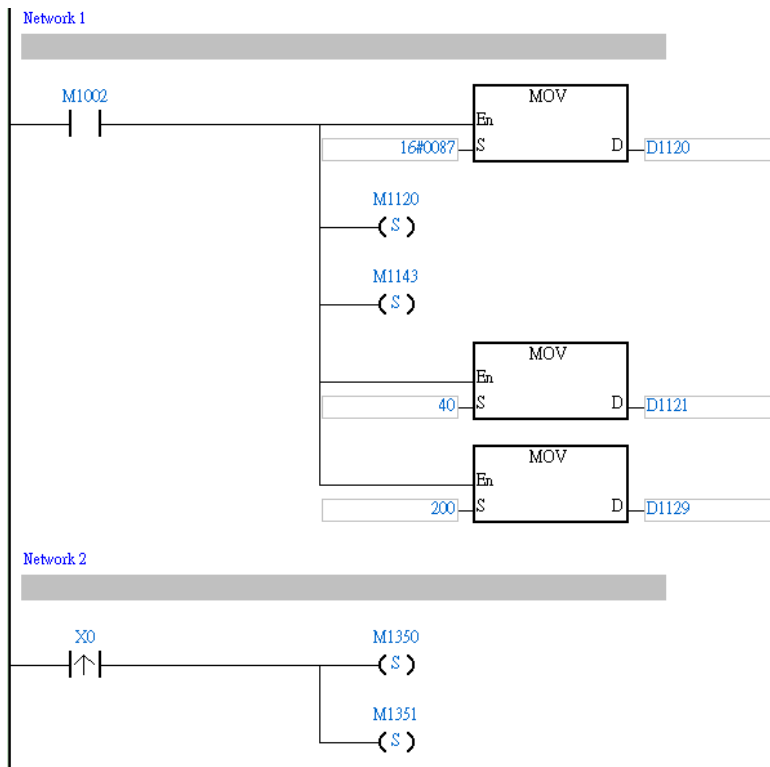 Network 1
M1002
MOV
En
16#0087 S D D1120
M1120
S
M1143
S
MOV
En
40 S D D1121
MOV
En
200 S D D1129
Network 2
X0 M1350
S
M1351
S